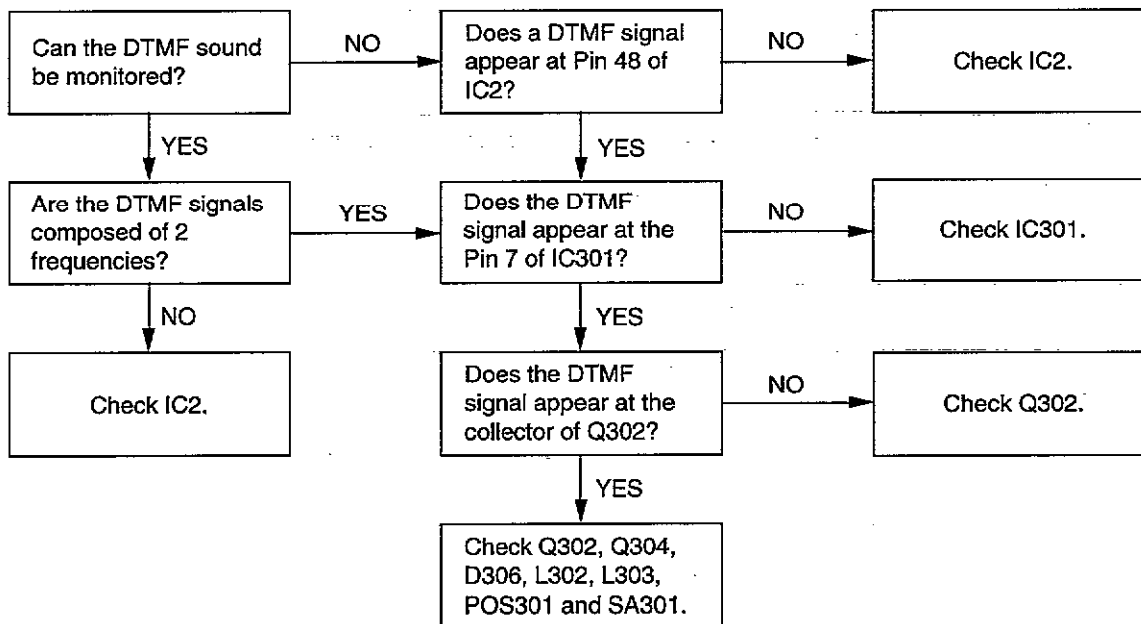 Can the DTMF sound
be monitored?
NO
Does a DTMF signal
appear at Pin 48 of
IC2?
NO
Check IC2.
YES
YES
Are the DTMF signals
composed of 2
frequencies?
YES
Does the DTMF
signal appear at the
Pin 7 of IC301?
NO
Check IC301.
NO
YES
Check IC2.
Does the DTMF
signal appear at the
collector of Q302?
NO
Check Q302.
YES
Check Q302, Q304,
D306, L302, L303,
POS301 and SA301.